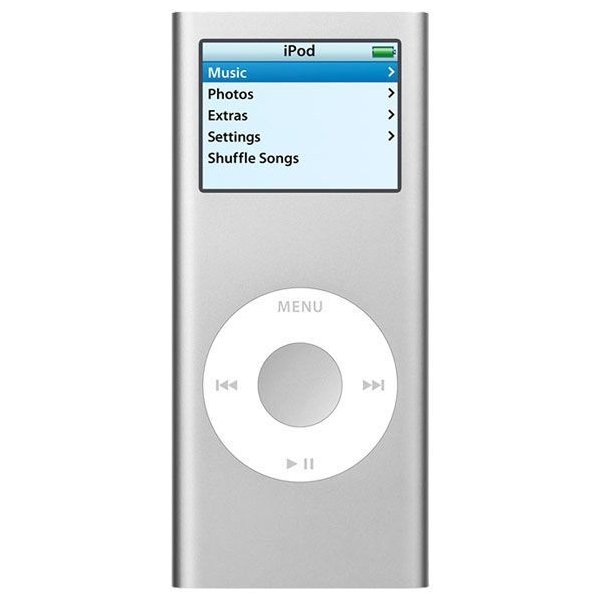 iPod
Music
Photos
Extras
Settings
Shuffle Songs
MENU